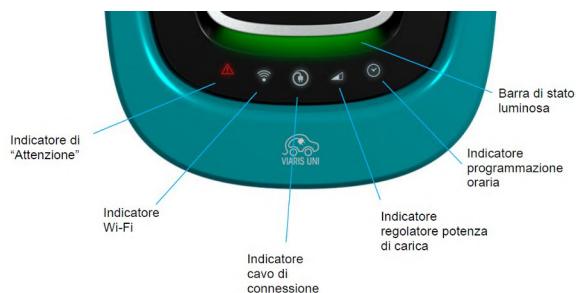 Barra di stato
luminosa
Indicatore di
“Attenzione”
VIARIS UNI
Indicatore
programmazione
oraria
Indicatore
Wi-Fi
Indicatore
regolatore potenza
di carica
Indicatore
cavo di
connessione